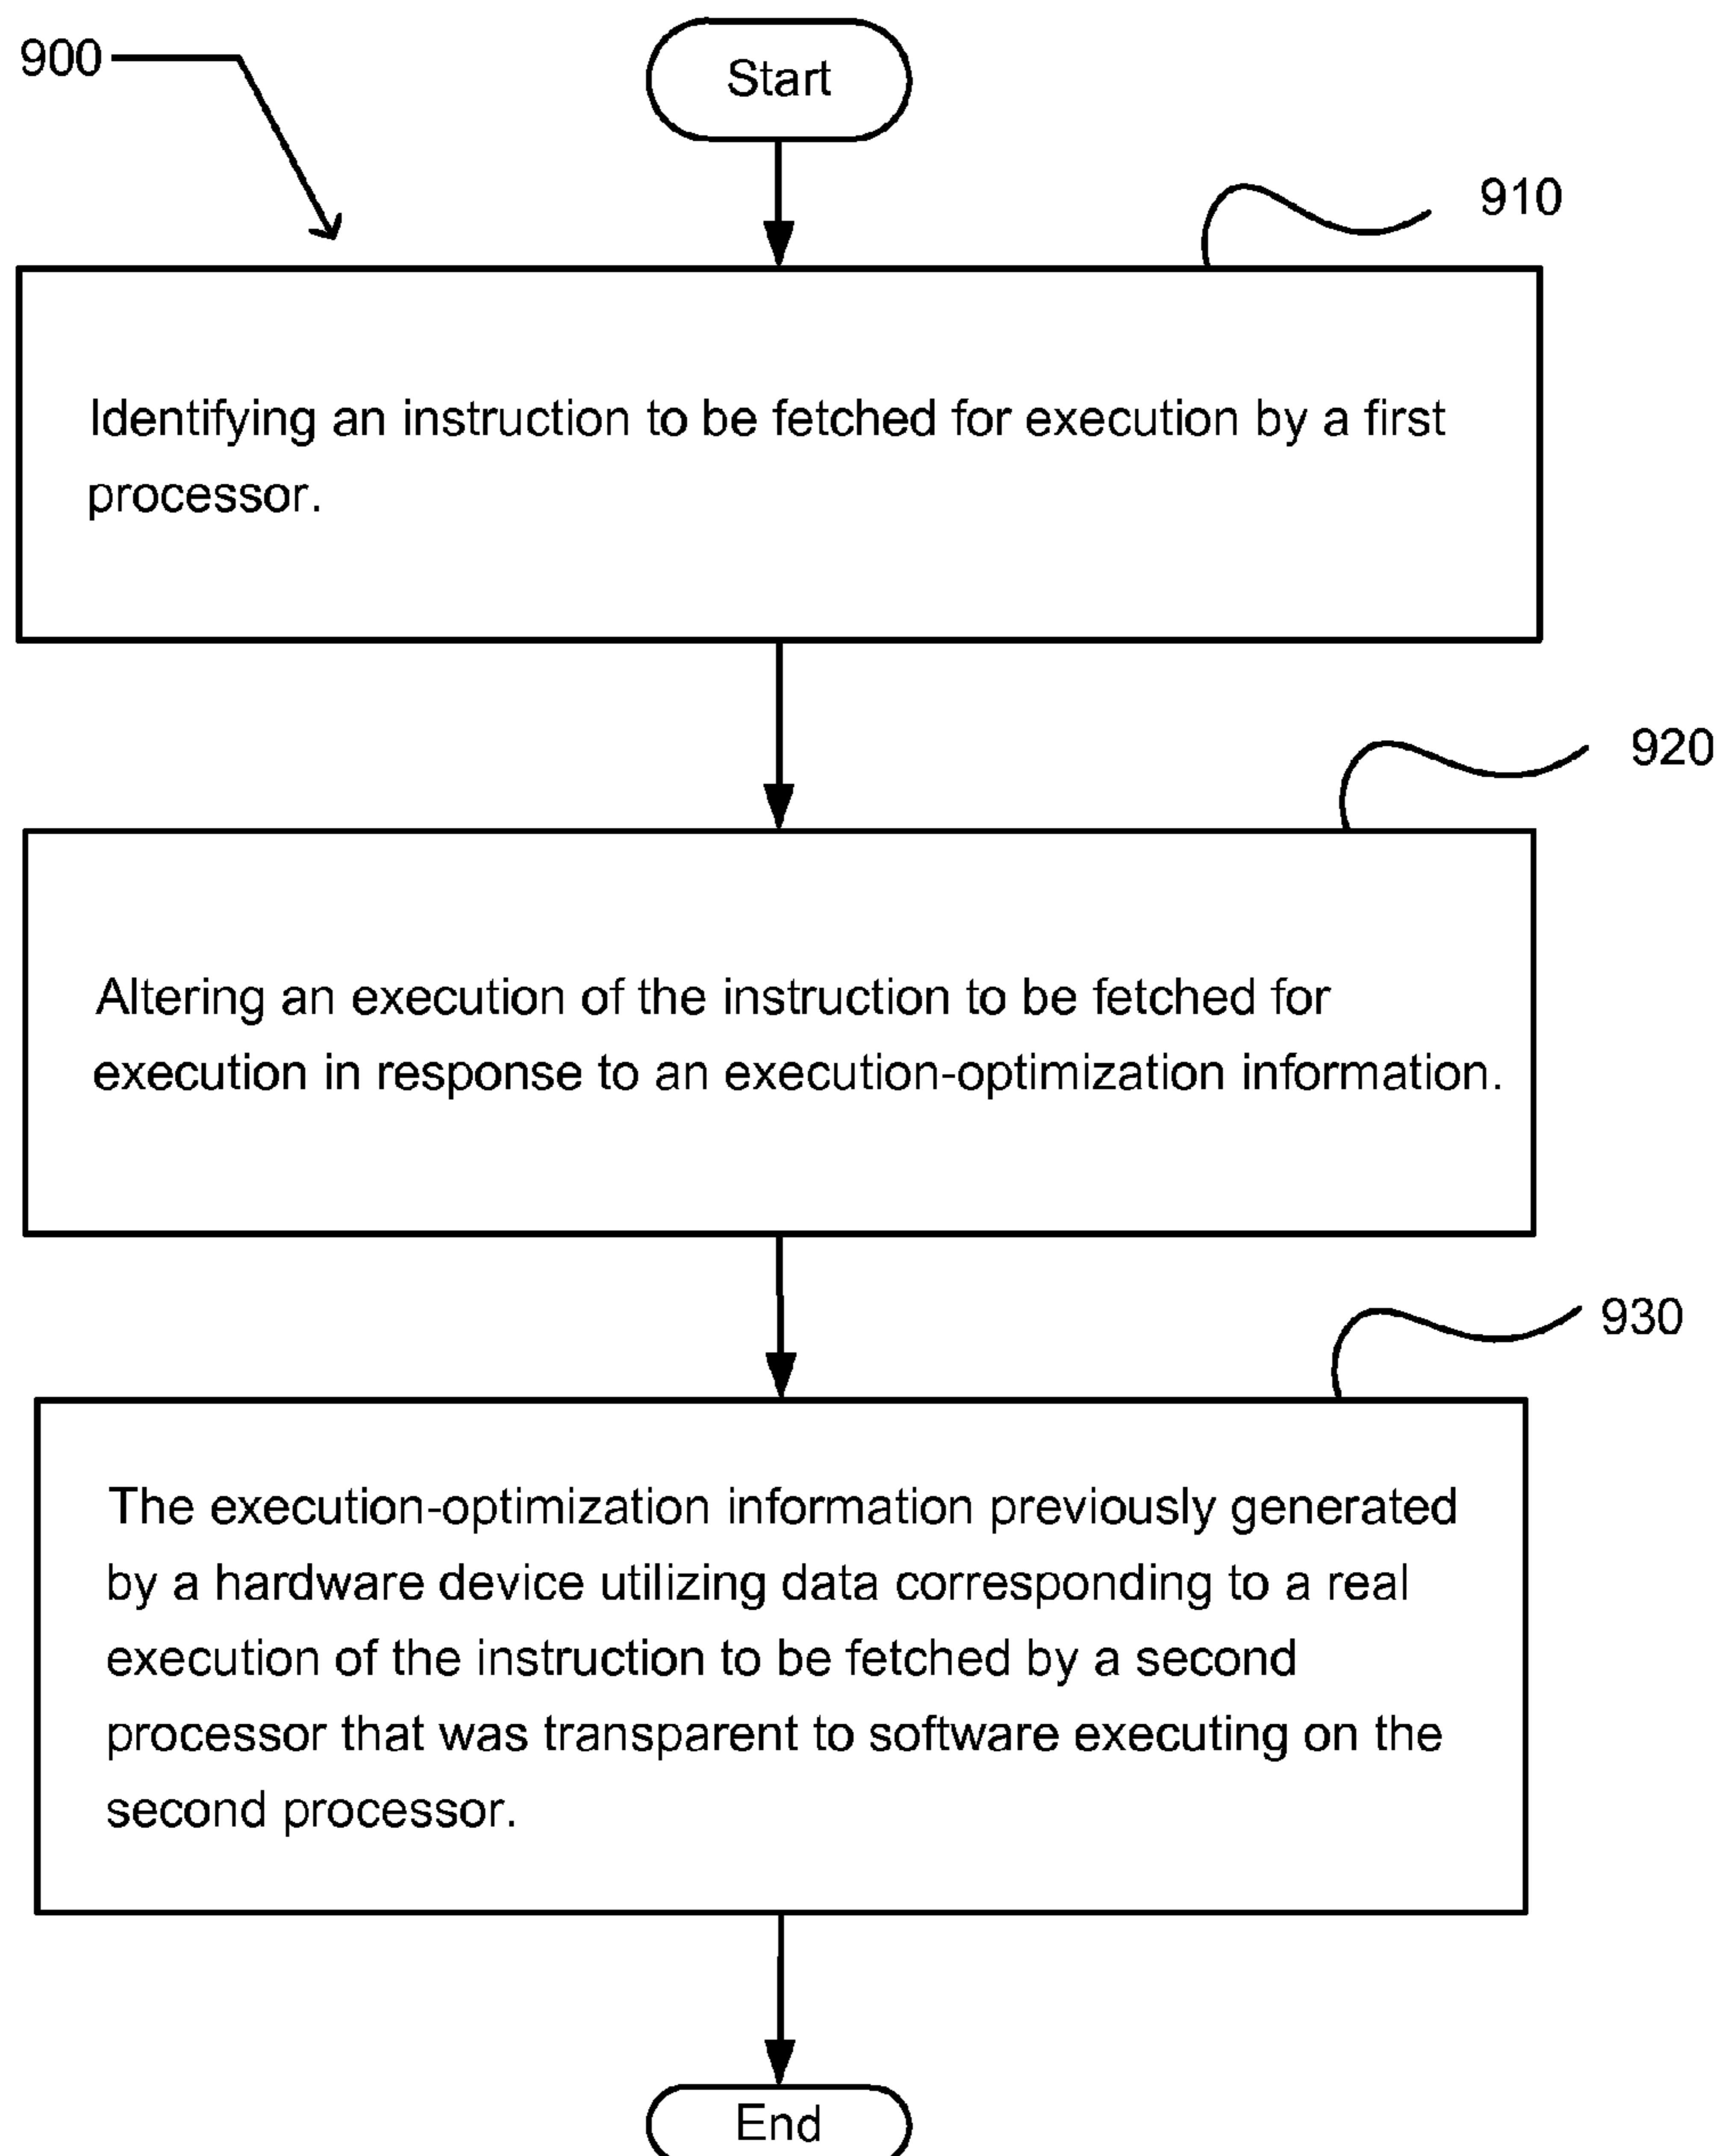 900
Start
910
Identifying an instruction to be fetched for execution by a first
processor.
920
Altering an execution of the instruction to be fetched for
execution in response to an execution-optimization information.
930
The execution-optimization information previously generated
by a hardware device utilizing data corresponding to a real
execution of the instruction to be fetched by a second
processor that was transparent to software executing on the
second processor.
End